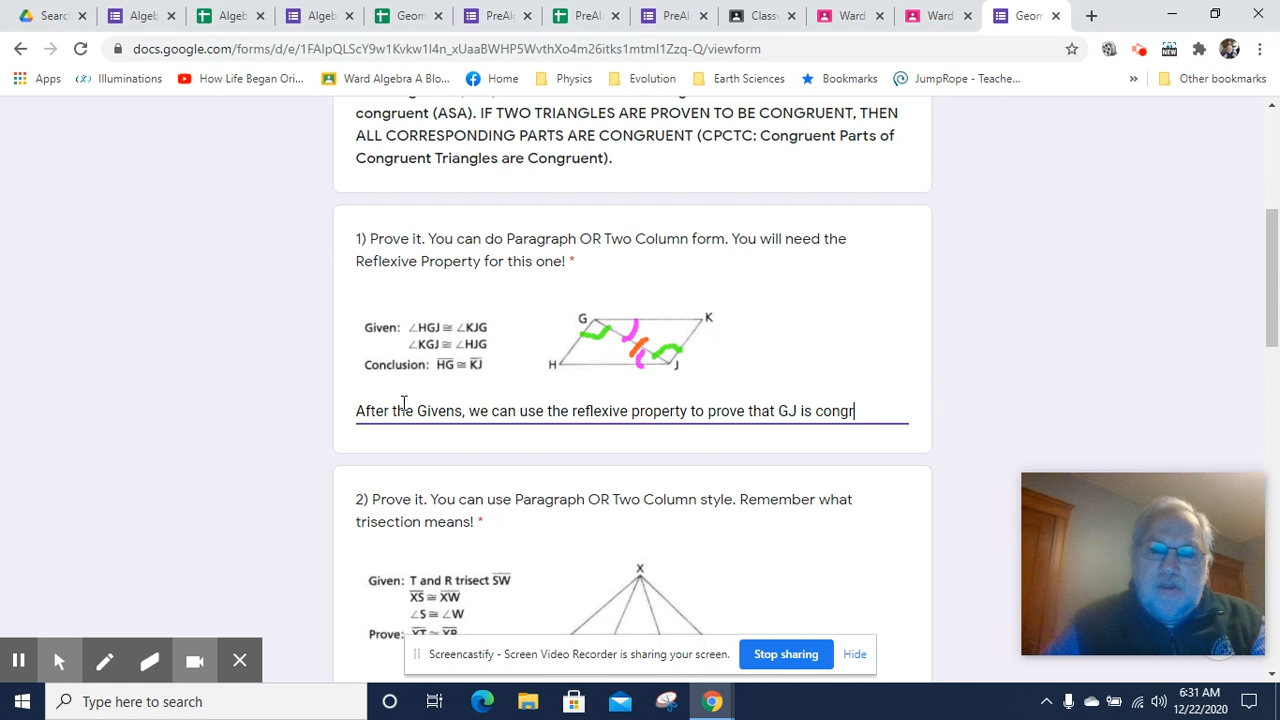 Searc
Algeb
Algeb
Algeb
Geom
PreAl
PreAl
PreAl
Classw
Ward
Ward
Geom
docs.google.com/forms/d/e/1FAIpQLScY9w1Kvkw1I4n_xUaaBWHP5WvthXo4m26itks1mtmI1Zzq-Q/viewform
Apps
Illuminations
How Life Began Ori...
Ward Algebra A Blo...
Home
Physics
Evolution
Earth Sciences
Bookmarks
JumpRope - Teache...
Other bookmarks
congruent (ASA). IF TWO TRIANGLES ARE PROVEN TO BE CONGRUENT, THEN
ALL CORRESPONDING PARTS ARE CONGRUENT (CPCTC: Congruent Parts of
Congruent Triangles are Congruent).
1) Prove it. You can do Paragraph OR Two Column form. You will need the
Reflexive Property for this one! *
Given: ∠HGJ ≅ ∠KJG
∠KGJ ≅ ∠HJG
Conclusion: HG ≅ KJ
G
K
H
J
After the Givens, we can use the reflexive property to prove that GJ is congr
2) Prove it. You can use Paragraph OR Two Column style. Remember what
trisection means! *
Given: T and R trisect SW
XS ≅ XW
∠S ≅ ∠W
Prove: XT ≅ XR
X
Screencastify - Screen Video Recorder is sharing your screen.
Stop sharing
Hide
Type here to search
6:31 AM
12/22/2020